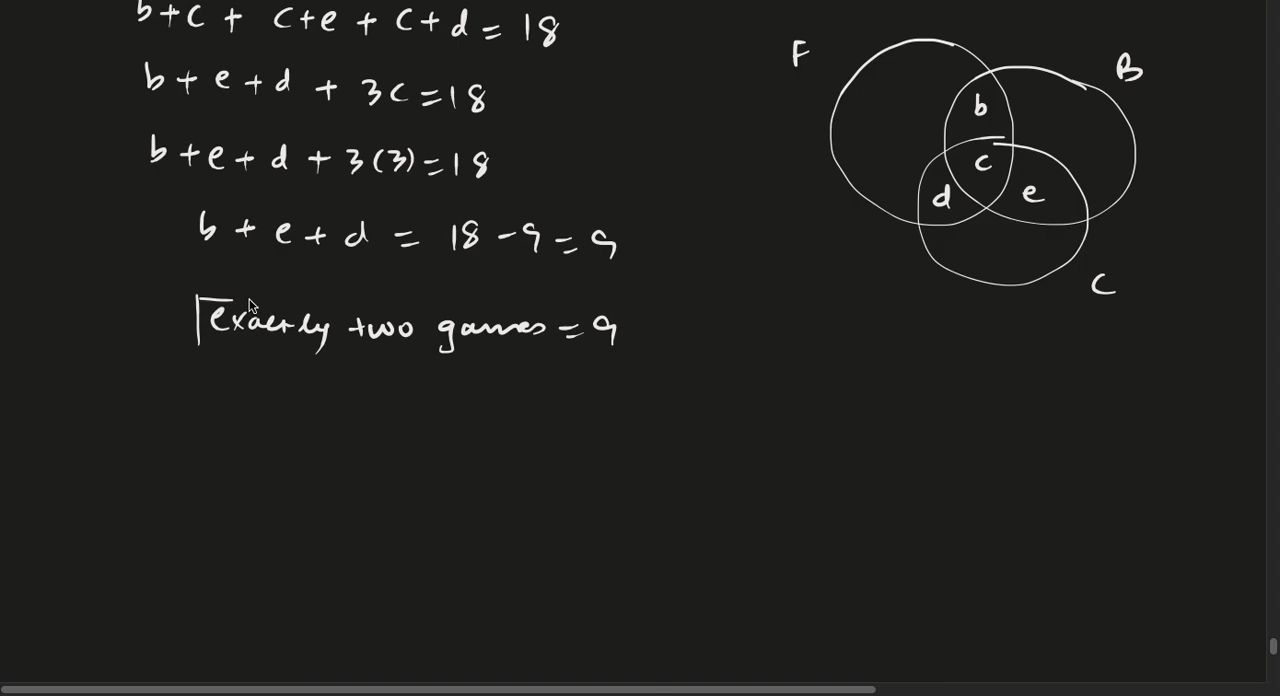 b+c + c+e + c+d = 18
b + e + d + 3c = 18
b + e + d + 3(3) = 18
b + e + d = 18 - 9 = 9
exactly two games = 9
F
B
b
c
d
e
C